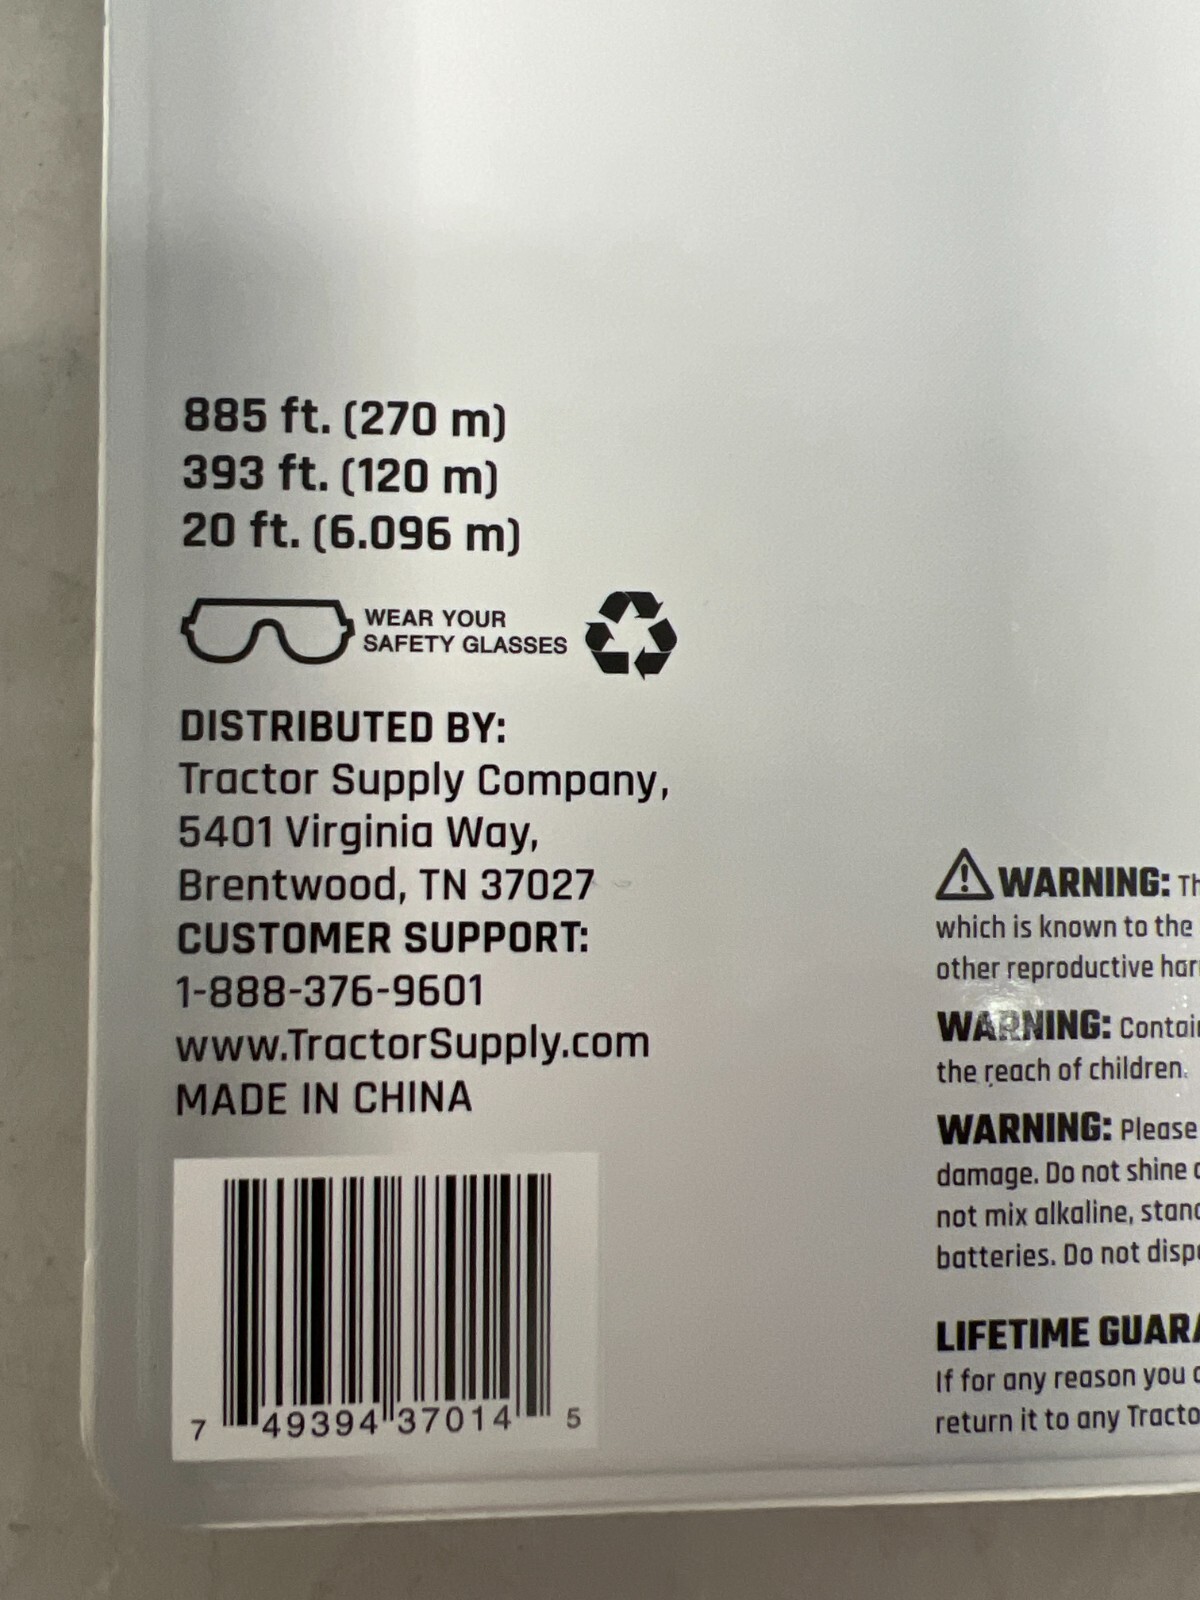 885 ft. (270 m)
393 ft. (120 m)
20 ft. (6.096 m)
WEAR YOUR
SAFETY GLASSES
DISTRIBUTED BY:
Tractor Supply Company,
5401 Virginia Way,
Brentwood, TN 37027
CUSTOMER SUPPORT:
1-888-376-9601
www.TractorSupply.com
MADE IN CHINA
7 49394 37014 5
WARNING:
which is known to the
other reproductive
WARNING:
the reach of children.
WARNING: Please
damage. Do not shine
not mix alkaline,
batteries. Do not
LIFETIME
If for any reason you
return it to any